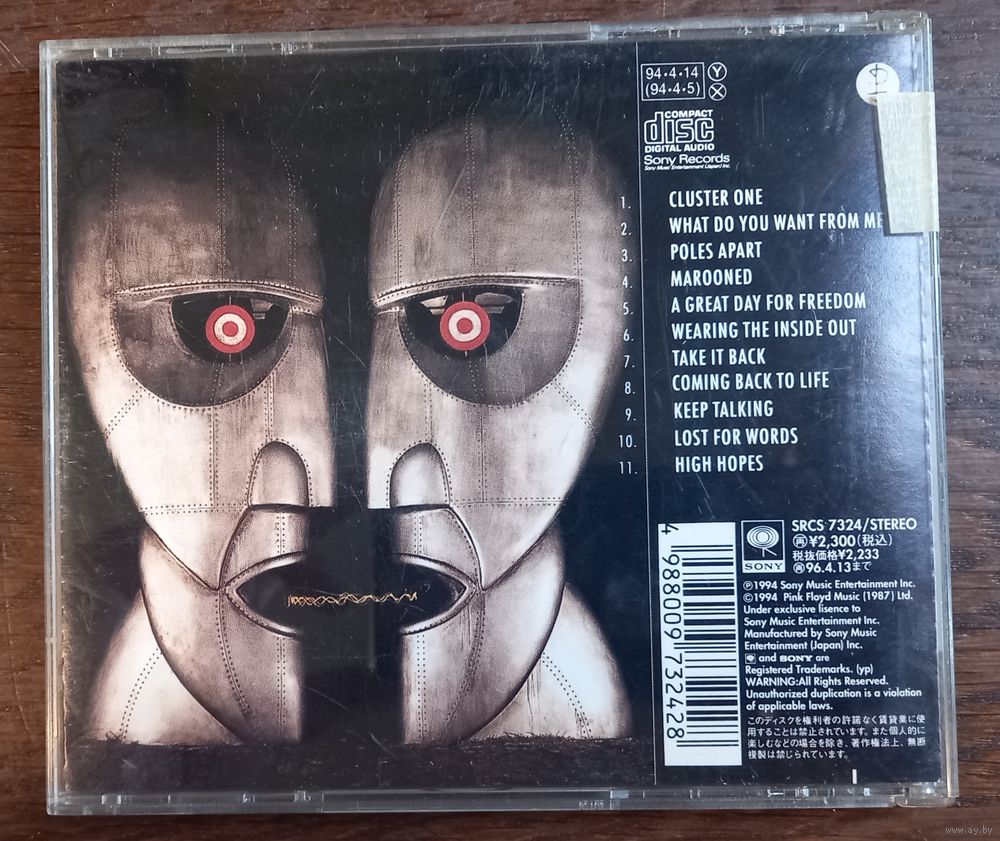 94·4·14 Y
(94·4·5) X
COMPACT
disc
DIGITAL AUDIO
Sony Records
Sony Music Entertainment (Japan) Inc.
1. CLUSTER ONE
2. WHAT DO YOU WANT FROM ME
3. POLES APART
4. MAROONED
5. A GREAT DAY FOR FREEDOM
6. WEARING THE INSIDE OUT
7. TAKE IT BACK
8. COMING BACK TO LIFE
9. KEEP TALKING
10. LOST FOR WORDS
11. HIGH HOPES
4 988009 732428
SONY
SRCS 7324/STEREO
再¥2,300(税込)
税抜価格¥2,233
再96.4.13まで
Ⓟ1994 Sony Music Entertainment Inc.
©1994 Pink Floyd Music (1987) Ltd.
Under exclusive lisence to
Sony Music Entertainment Inc.
Manufactured by Sony Music
Entertainment (Japan) Inc.
and SONY are
Registered Trademarks. (yp)
WARNING:All Rights Reserved.
Unauthorized duplication is a violation
of applicable laws.
このディスクを権利者の許諾なく賃貸業に使
用することは禁止されています。また個人的に
楽しむなどの場合を除き、著作権法上、無断
複製は禁じられています。
www.ay.by